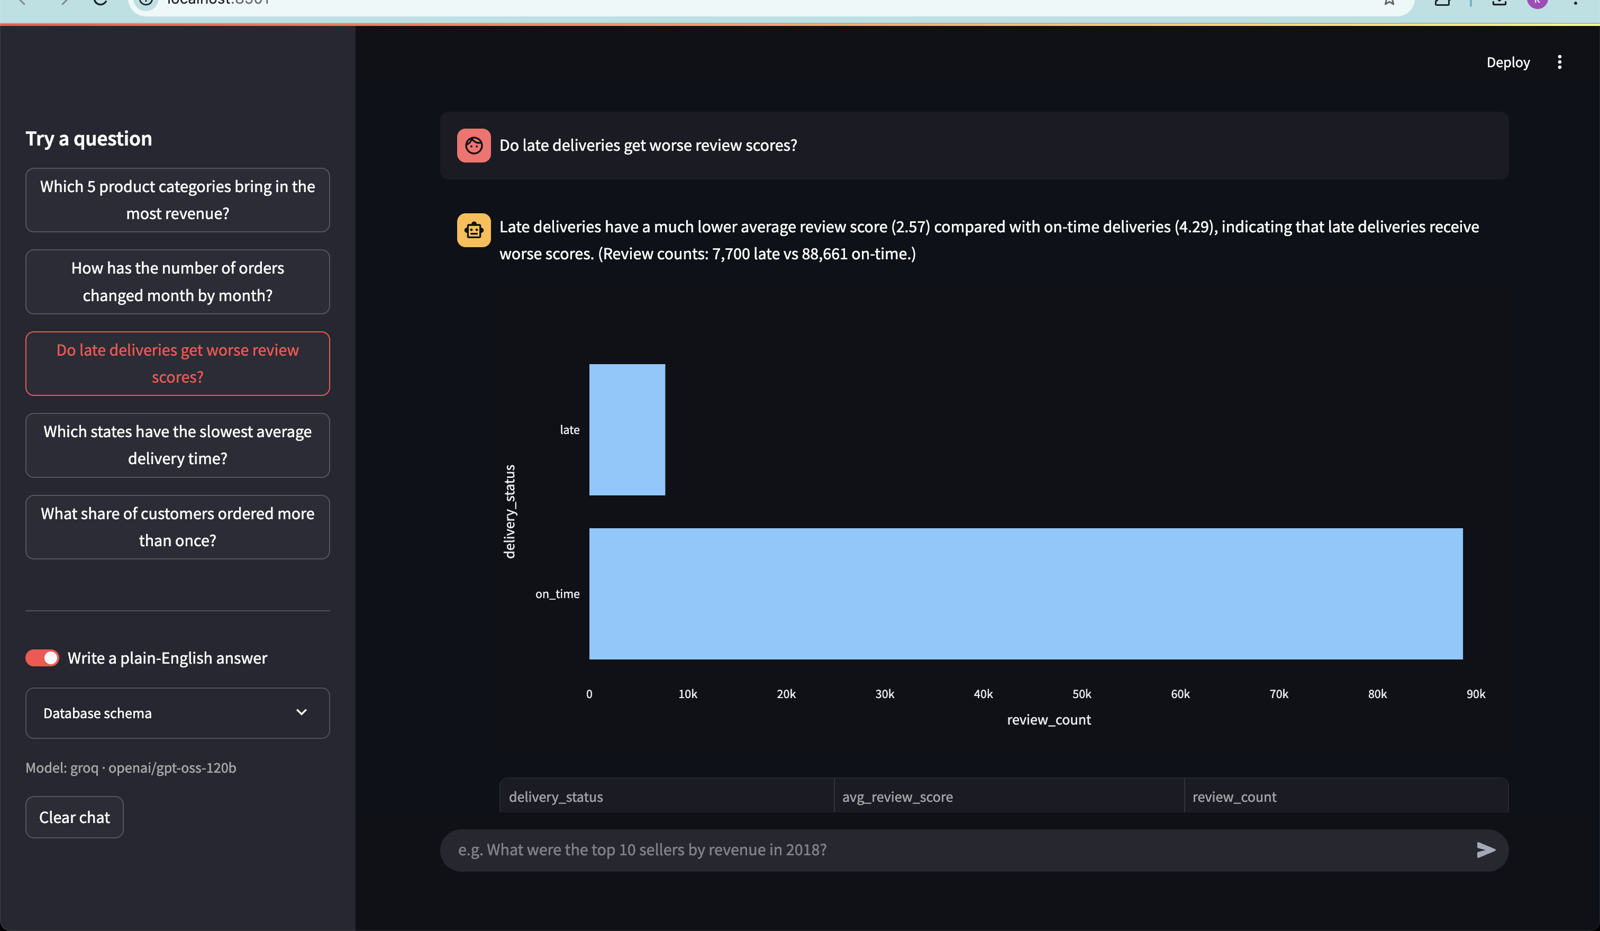 Deploy
Try a question
Which 5 product categories bring in the
most revenue?
How has the number of orders
changed month by month?
Do late deliveries get worse review
scores?
Which states have the slowest average
delivery time?
What share of customers ordered more
than once?
Write a plain-English answer
Database schema
Model: groq · openai/gpt-oss-120b
Clear chat
Do late deliveries get worse review scores?
Late deliveries have a much lower average review score (2.57) compared with on-time deliveries (4.29), indicating that late deliveries receive
worse scores. (Review counts: 7,700 late vs 88,661 on-time.)
delivery_status
late
on_time
0 10k 20k 30k 40k 50k 60k 70k 80k 90k
review_count
delivery_status avg_review_score review_count
e.g. What were the top 10 sellers by revenue in 2018?